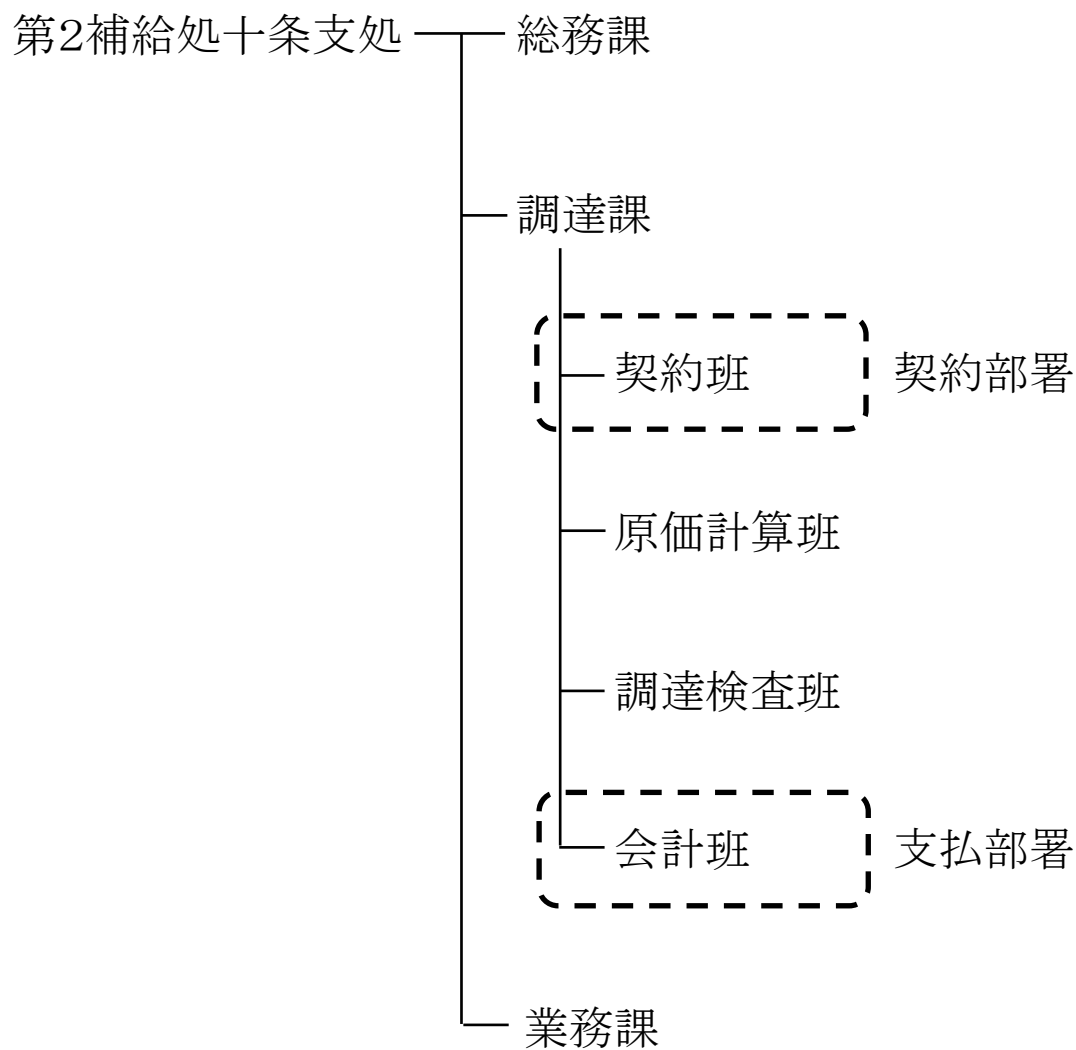 第2補給処十条支処 総務課
調達課
契約班 契約部署
原価計算班
調達検査班
会計班 支払部署
業務課